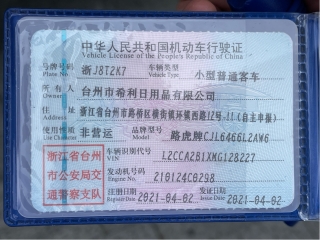 中华人民共和国机动车行驶证
Vehicle License of the People's Republic of China
号牌号码 浙J8T2K7 车辆类型 小型普通客车
Plate No. Vehicle Type
所有人 台州市希利日用品有限公司
Owner
住址 浙江省台州市路桥区横街镇环镇西路12号-11(自主申报)
Address
使用性质 非营运 品牌型号 路虎牌CJL6466L2AW6
Use Character Model
浙江省台州
市公安局交
通警察支队
车辆识别代号 L2CCA2B1XMG128227
VIN
发动机号码 210124C0298
Engine No.
注册日期 2021-04-02 发证日期 2021-04-02
Register Date Issue Date